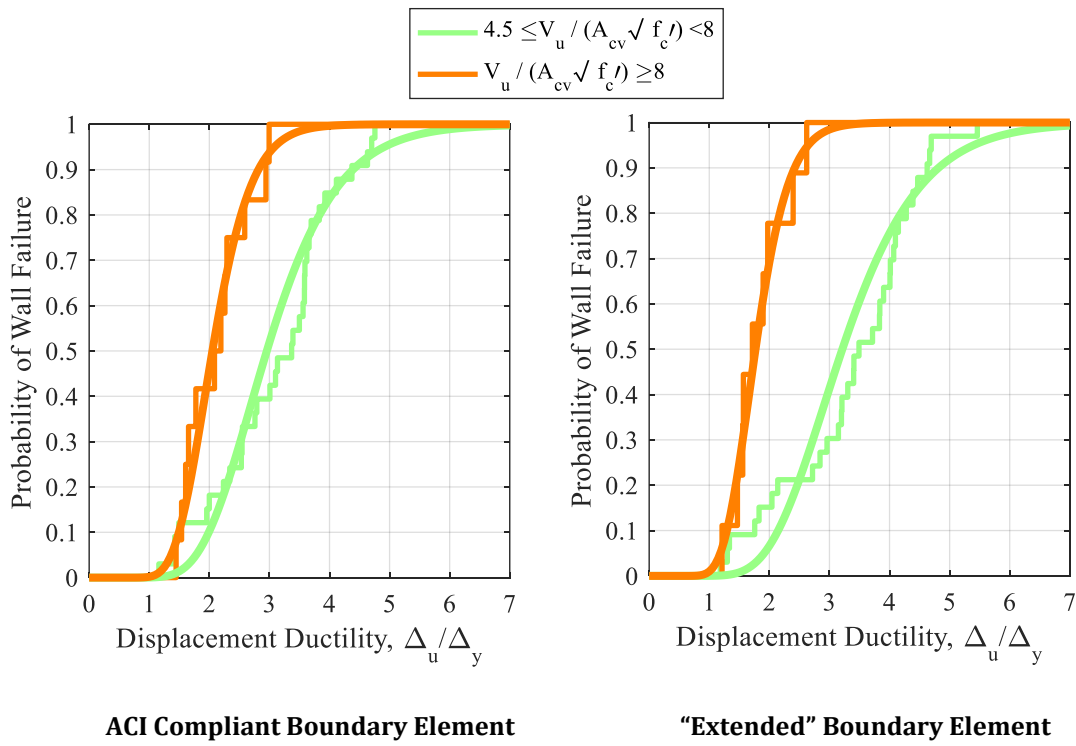 4.5 ≤V_u / (A_cv√ f_c′) <8
V_u / (A_cv√ f_c′) ≥8
Probability of Wall Failure
1
0.9
0.8
0.7
0.6
0.5
0.4
0.3
0.2
0.1
0
0 1 2 3 4 5 6 7
Displacement Ductility, Δ_u/Δ_y
ACI Compliant Boundary Element
Probability of Wall Failure
1
0.9
0.8
0.7
0.6
0.5
0.4
0.3
0.2
0.1
0
0 1 2 3 4 5 6 7
Displacement Ductility, Δ_u/Δ_y
“Extended” Boundary Element